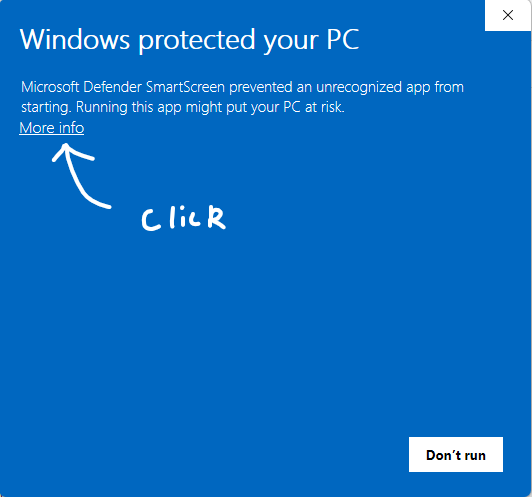 Windows protected your PC
Microsoft Defender SmartScreen prevented an unrecognized app from
starting. Running this app might put your PC at risk.
More info
click
Don't run